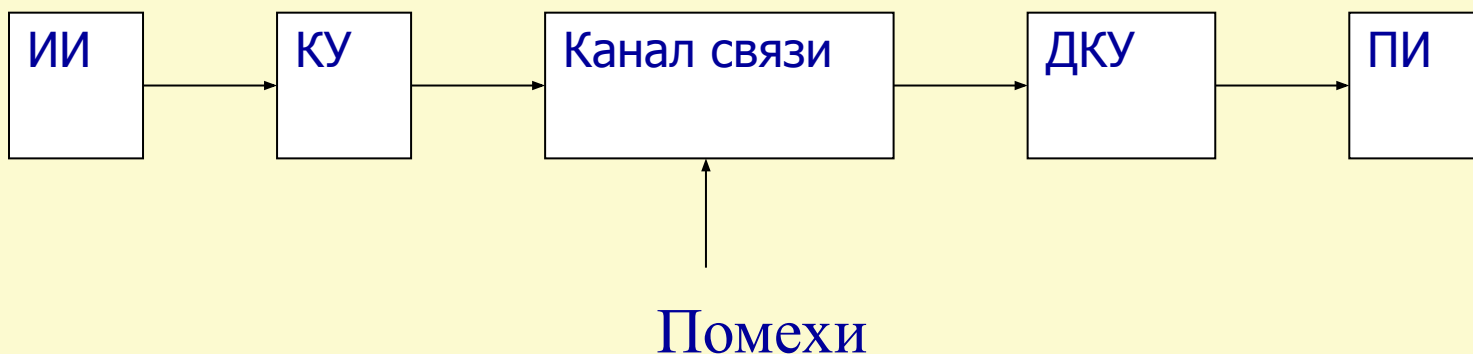 ИИ
КУ
Канал связи
ДКУ
ПИ
Помехи